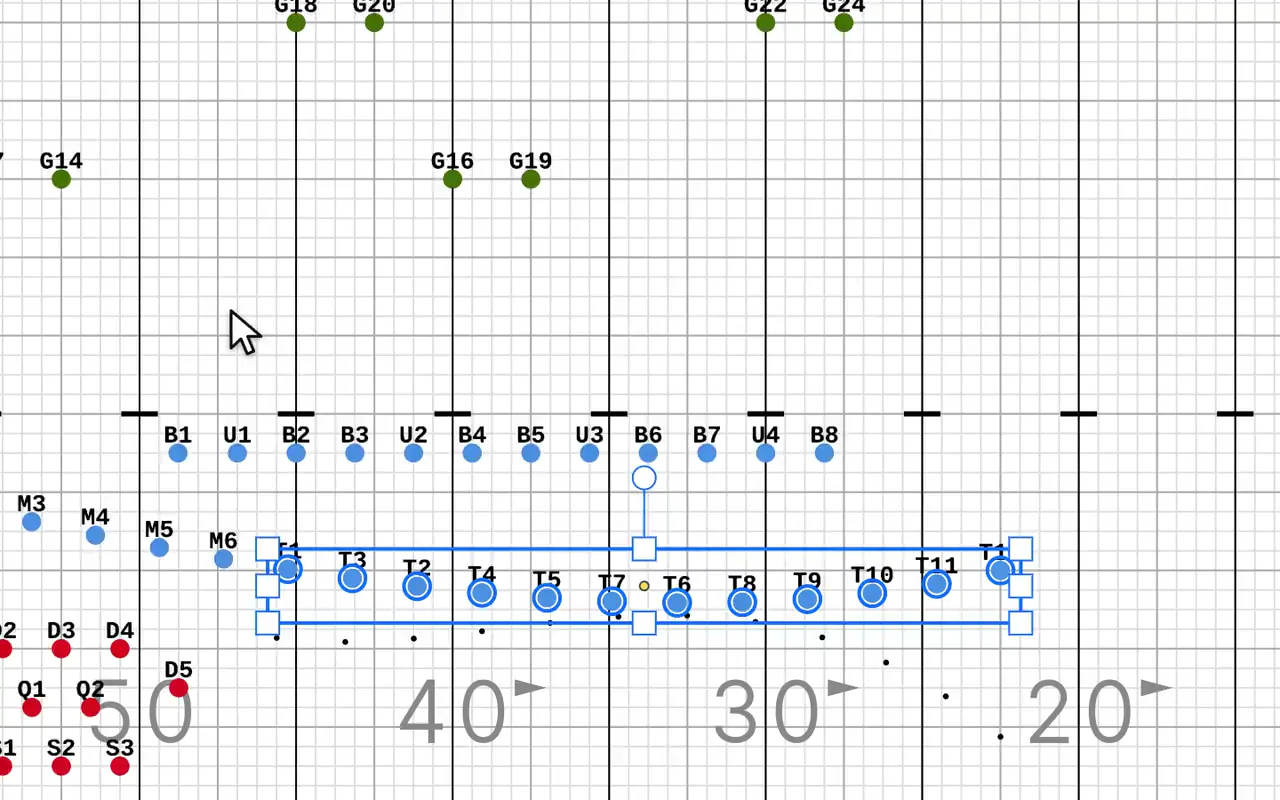 G18 G20 G22 G24
G14 G16 G19
B1 U1 B2 B3 U2 B4 B5 U3 B6 B7 U4 B8
M3 M4 M5 M6
T3 T2 T4 T5 T7 T6 T8 T9 T10 T11
D3 D4
D5
Q1 Q2
50 40 30 20
S2 S3